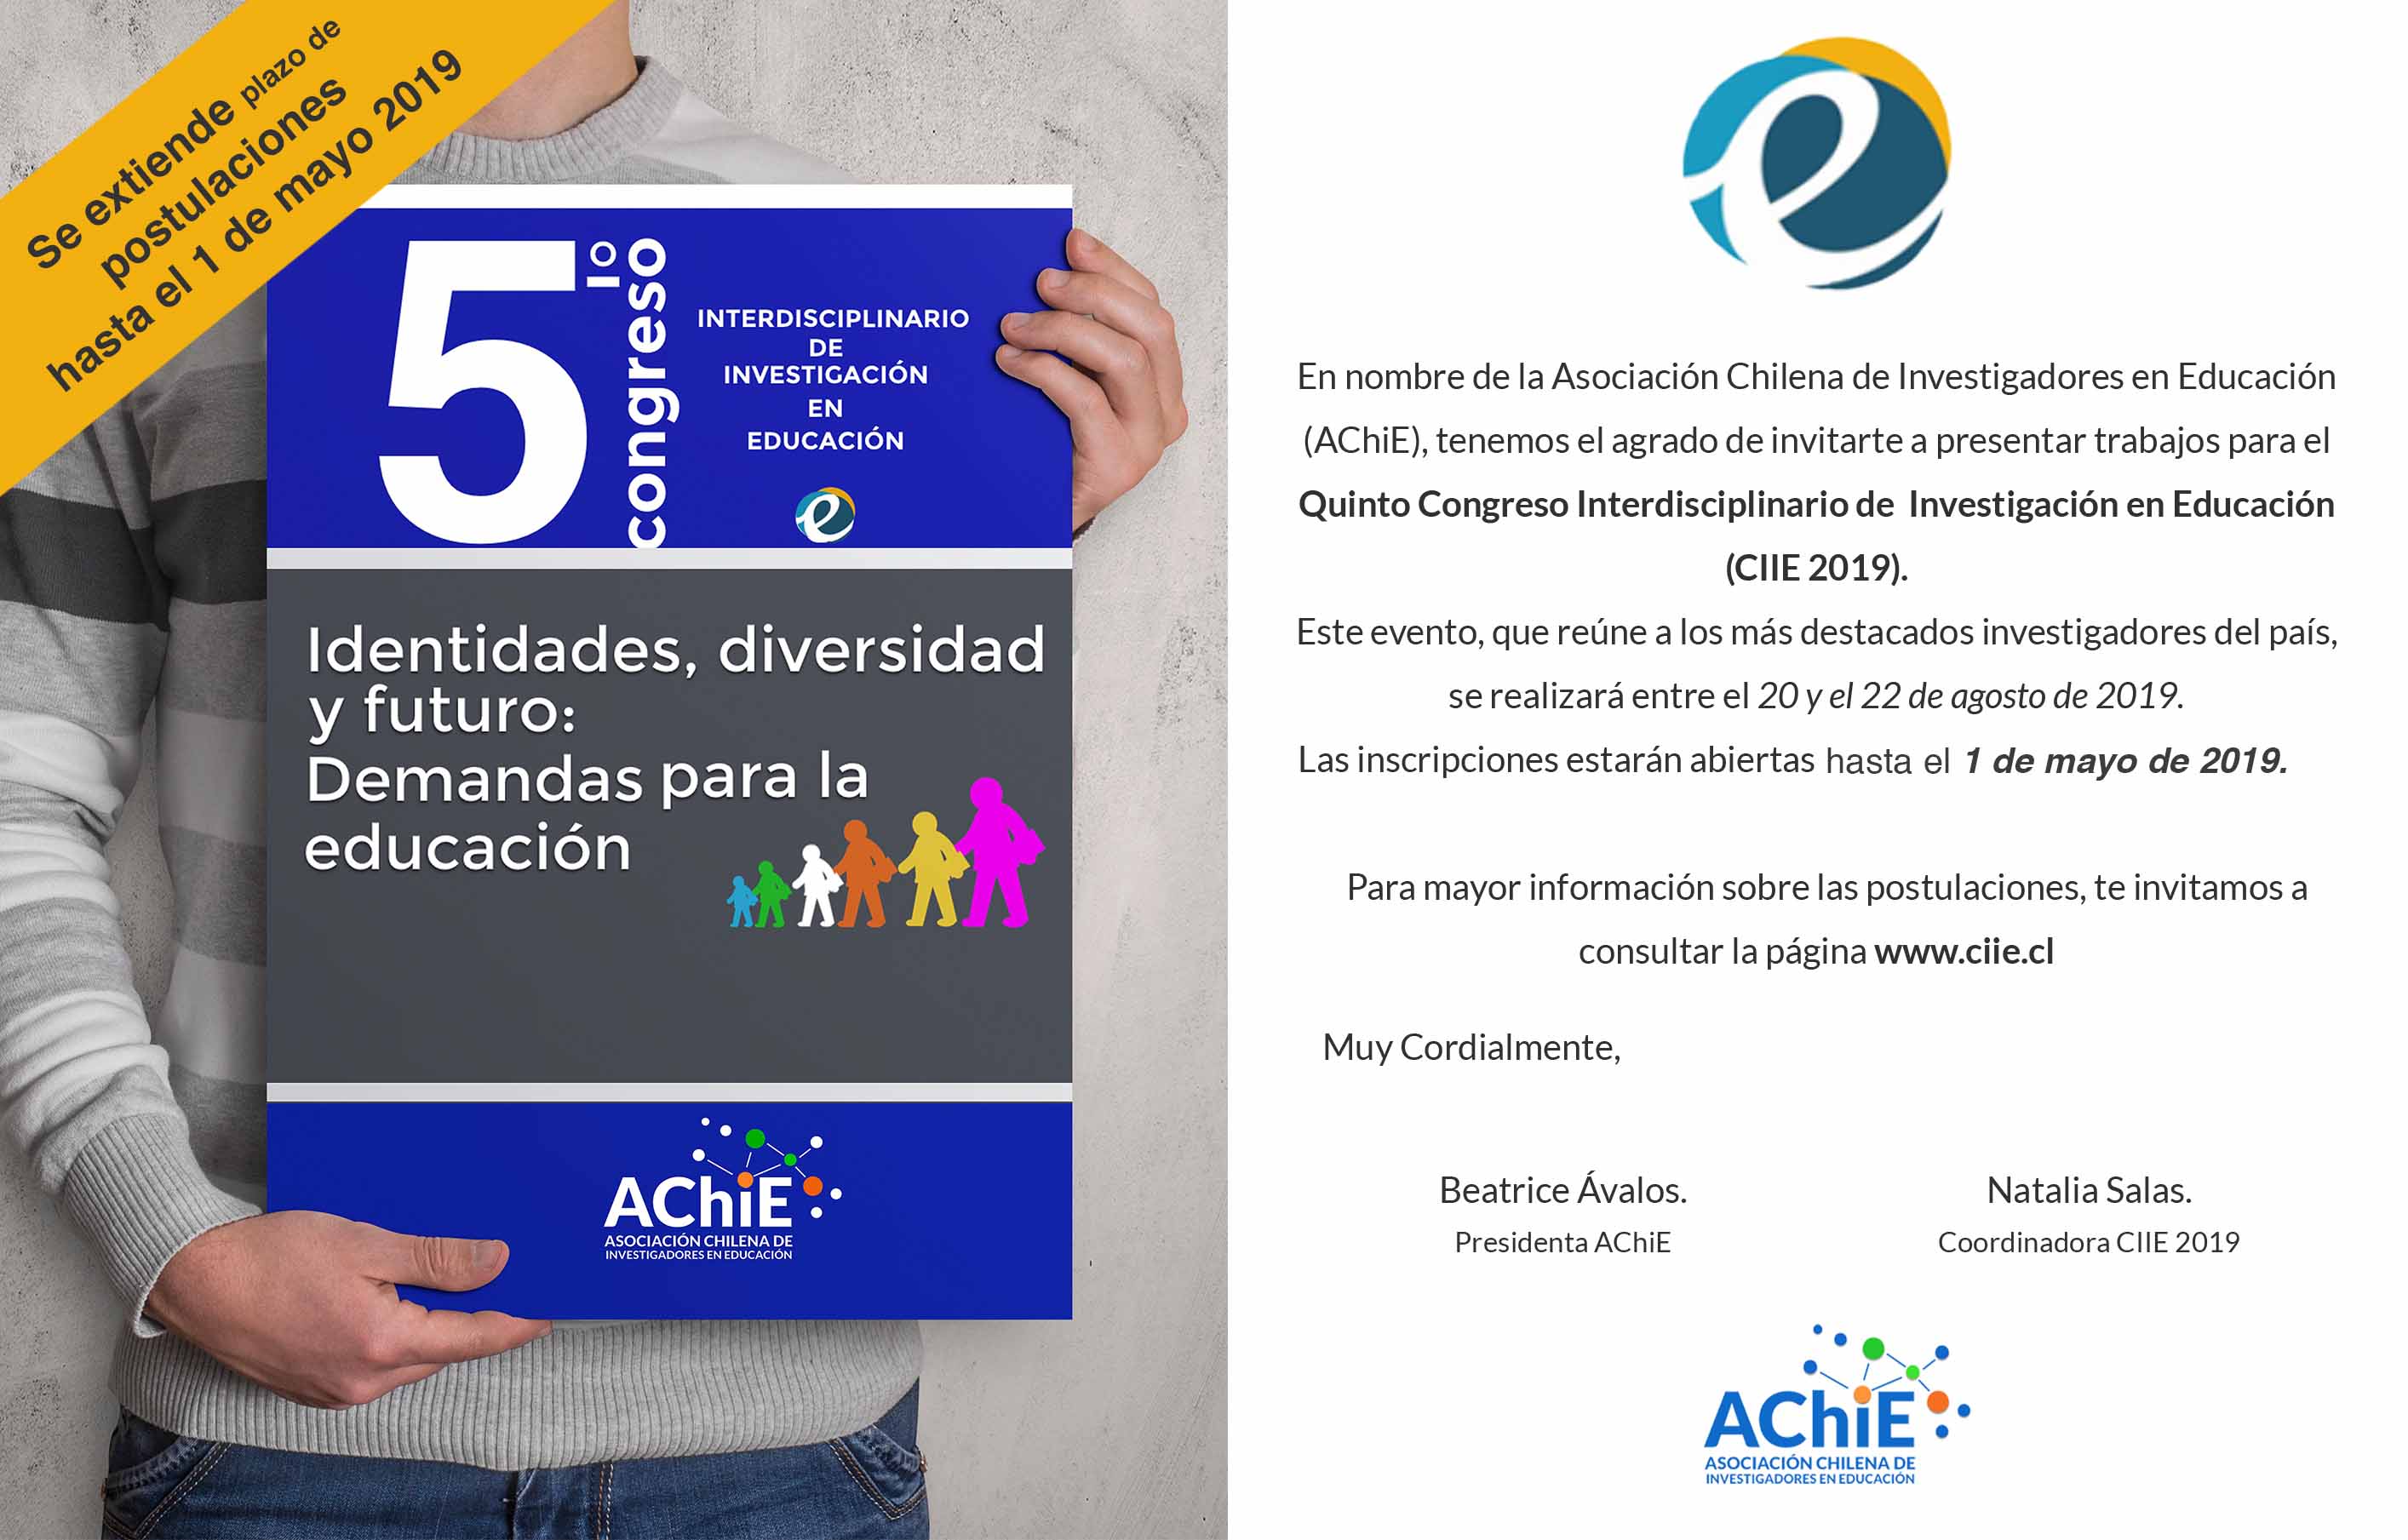 Se extiende plazo de
postulaciones
hasta el 1 de mayo 2019
5º
congreso
INTERDISCIPLINARIO
DE
INVESTIGACIÓN
EN
EDUCACIÓN
e
Identidades, diversidad
y futuro:
Demandas para la
educación
AChiE
ASOCIACIÓN CHILENA DE
INVESTIGADORES EN EDUCACIÓN
e
En nombre de la Asociación Chilena de Investigadores en Educación
(AChiE), tenemos el agrado de invitarte a presentar trabajos para el
Quinto Congreso Interdisciplinario de Investigación en Educación
(CIIE 2019).
Este evento, que reúne a los más destacados investigadores del país,
se realizará entre el 20 y el 22 de agosto de 2019.
Las inscripciones estarán abiertas hasta el 1 de mayo de 2019.
Para mayor información sobre las postulaciones, te invitamos a
consultar la página www.ciie.cl
Muy Cordialmente,
Beatrice Ávalos.
Presidenta AChiE
Natalia Salas.
Coordinadora CIIE 2019
AChiE
ASOCIACIÓN CHILENA DE
INVESTIGADORES EN EDUCACIÓN